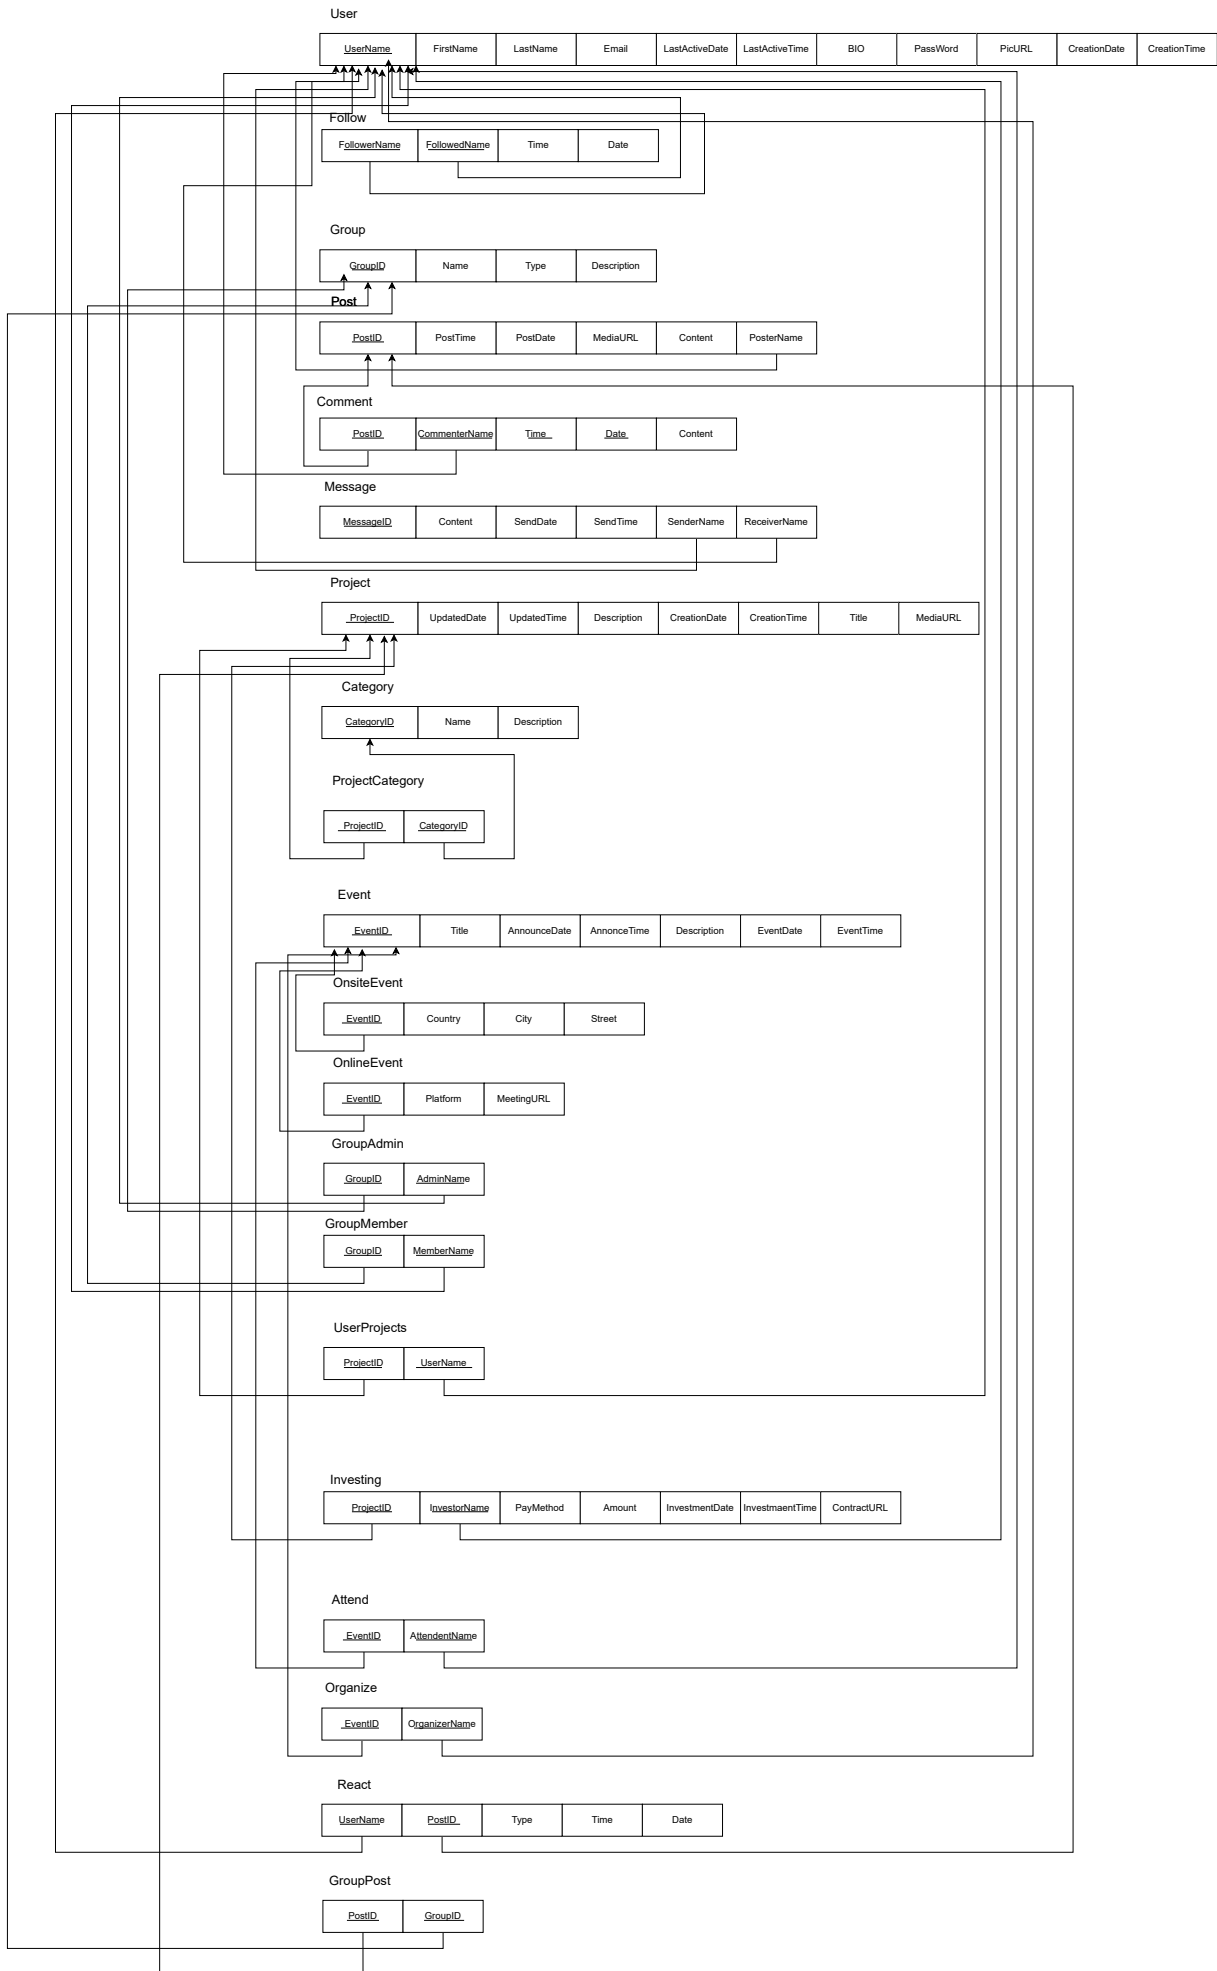 User
UserName FirstName LastName Email LastActiveDate LastActiveTime BIO PassWord PicURL CreationDate CreationTime
Follow
FollowerName FollowedName Time Date
Group
GroupID Name Type Description
Post
PostID PostTime PostDate MediaURL Content PosterName
Comment
PostID CommenterName Time Date Content
Message
MessageID Content SendDate SendTime SenderName ReceiverName
Project
ProjectID UpdatedDate UpdatedTime Description CreationDate CreationTime Title MediaURL
Category
CategoryID Name Description
ProjectCategory
ProjectID CategoryID
Event
EventID Title AnnounceDate AnnonceTime Description EventDate EventTime
OnsiteEvent
EventID Country City Street
OnlineEvent
EventID Platform MeetingURL
GroupAdmin
GroupID AdminName
GroupMember
GroupID MemberName
UserProjects
ProjectID UserName
Investing
ProjectID InvestorName PayMethod Amount InvestmentDate InvestmaentTime ContractURL
Attend
EventID AttendentName
Organize
EventID OrganizerName
React
UserName PostID Type Time Date
GroupPost
PostID GroupID